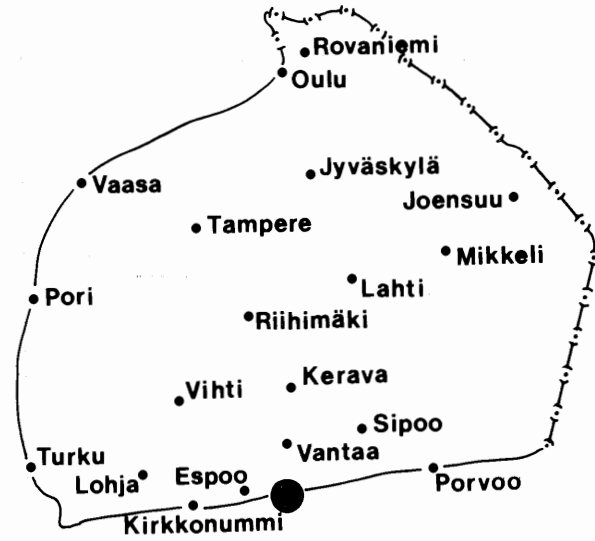 Rovaniemi
Oulu
Jyväskylä
Vaasa
Joensuu
Tampere
Mikkeli
Lahti
Pori
Riihimäki
Kerava
Vihti
Sipoo
Vantaa
Turku
Espoo
Lohja
Porvoo
Kirkkonummi